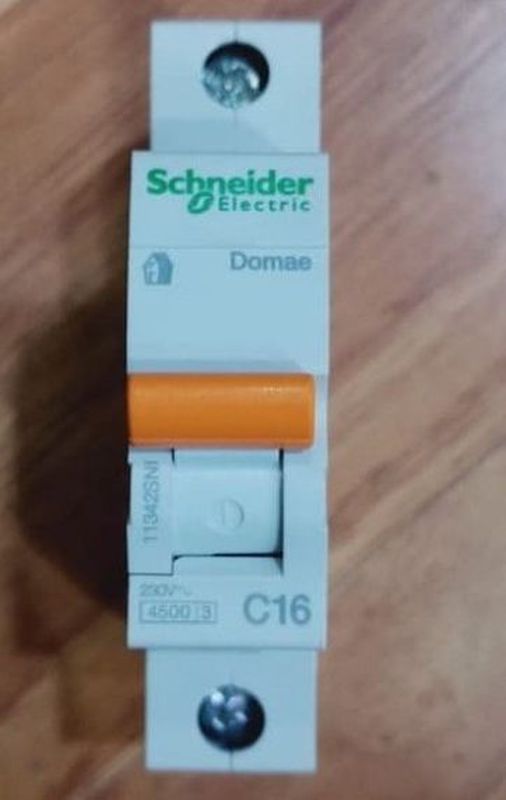 Schneider
Electric
Domae
11342SNI
230V~
4500 3
C16